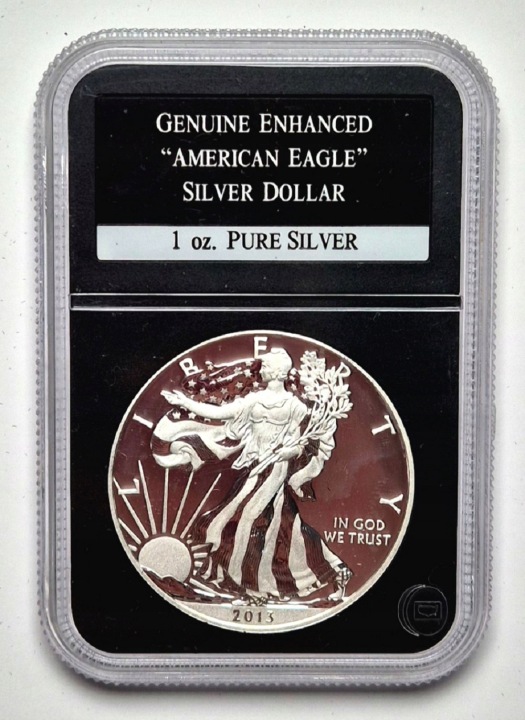 GENUINE ENHANCED
“AMERICAN EAGLE”
SILVER DOLLAR
1 oz. PURE SILVER
LIBERTY
IN GOD
WE TRUST
2013